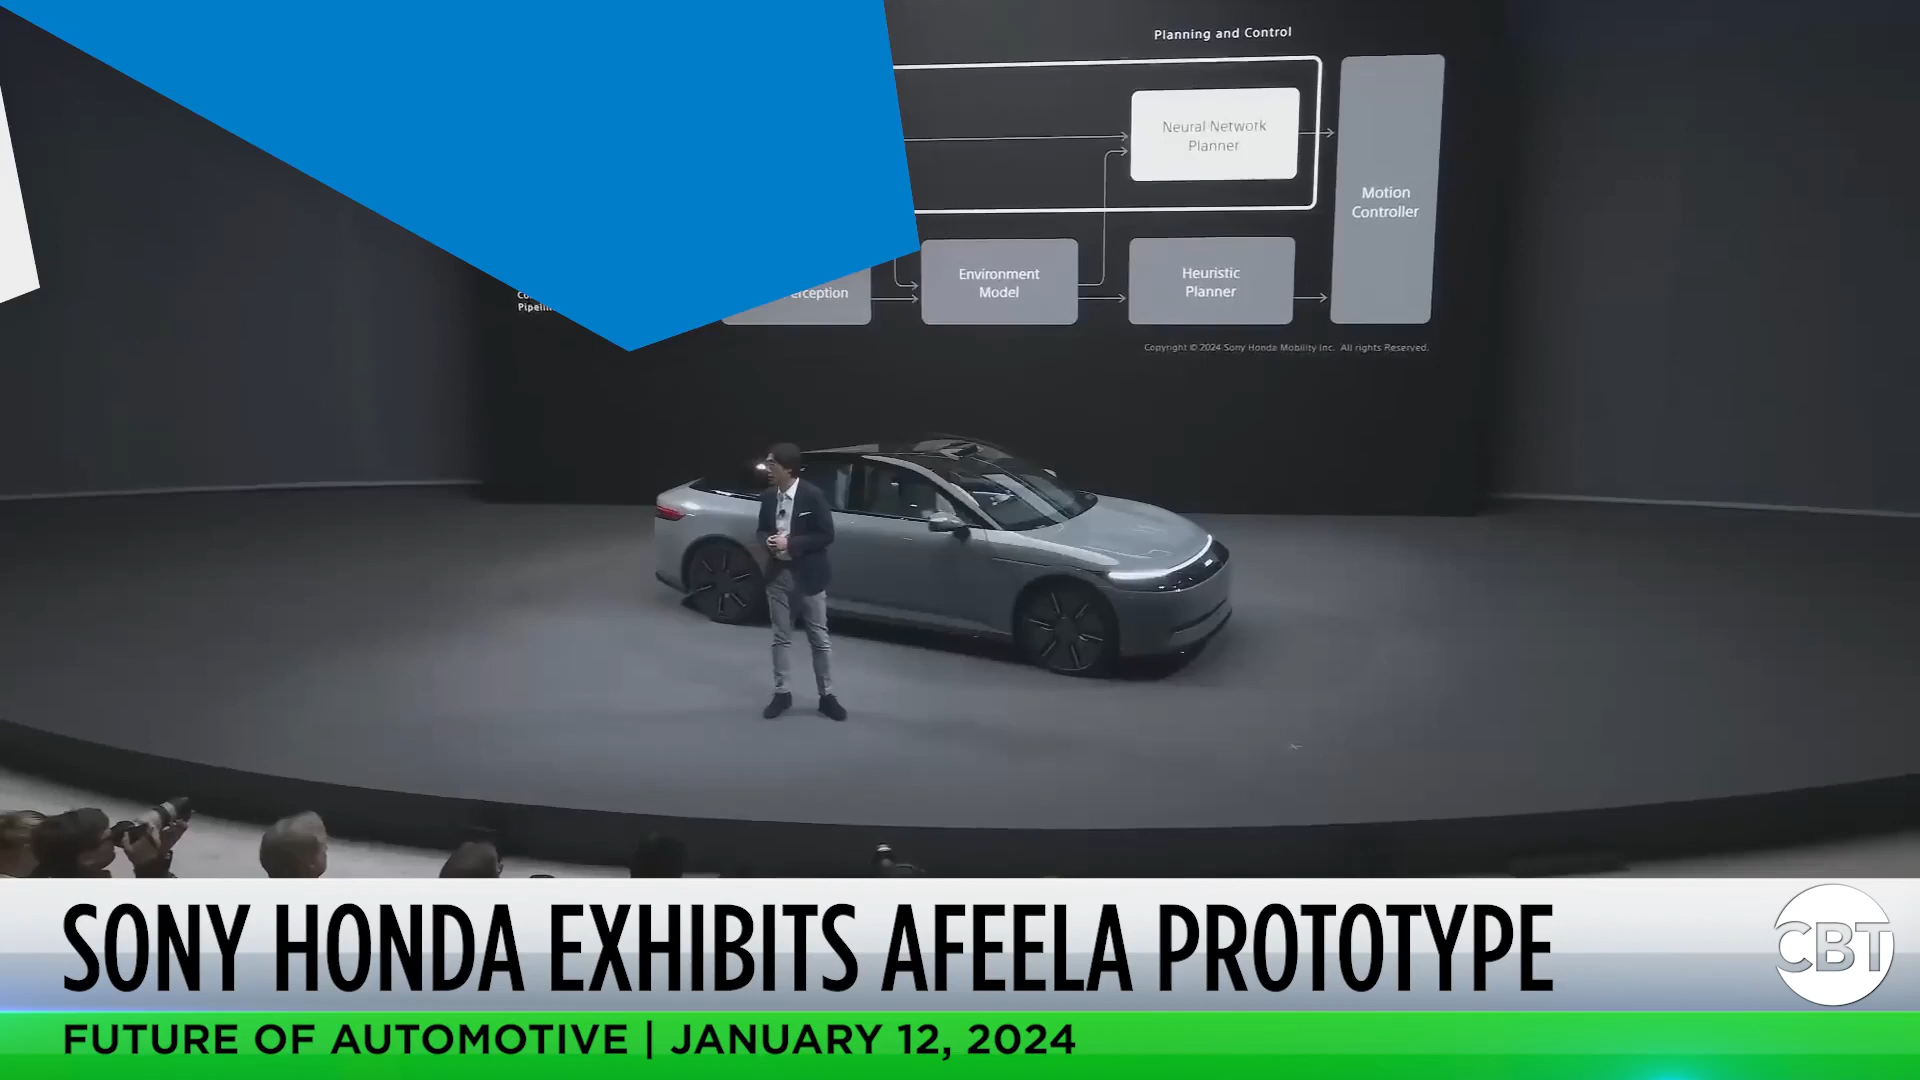 Planning and Control
Neural Network
Planner
Motion
Controller
Environment
Model
Heuristic
Planner
Copyright © 2024 Sony Honda Mobility Inc. All rights Reserved.
SONY HONDA EXHIBITS AFEELA PROTOTYPE
CBT
FUTURE OF AUTOMOTIVE | JANUARY 12, 2024